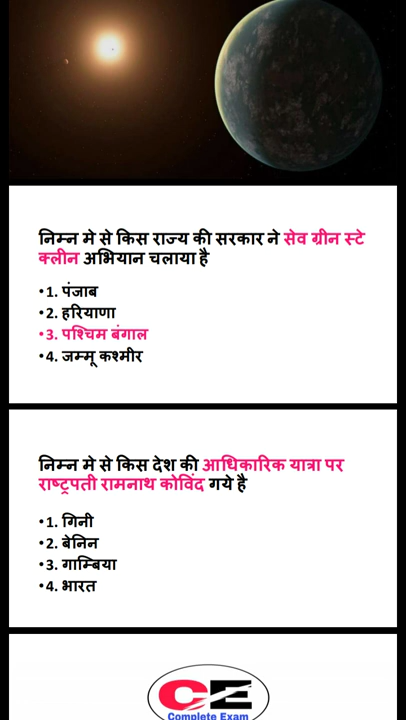 निम्न मे से किस राज्य की सरकार ने सेव ग्रीन स्टे
क्लीन अभियान चलाया है
•1. पंजाब
•2. हरियाणा
•3. पश्चिम बंगाल
•4. जम्मू कश्मीर
निम्न मे से किस देश की आधिकारिक यात्रा पर
राष्ट्रपती रामनाथ कोविंद गये है
•1. गिनी
•2. बेनिन
•3. गाम्बिया
•4. भारत
CE
Complete Exam